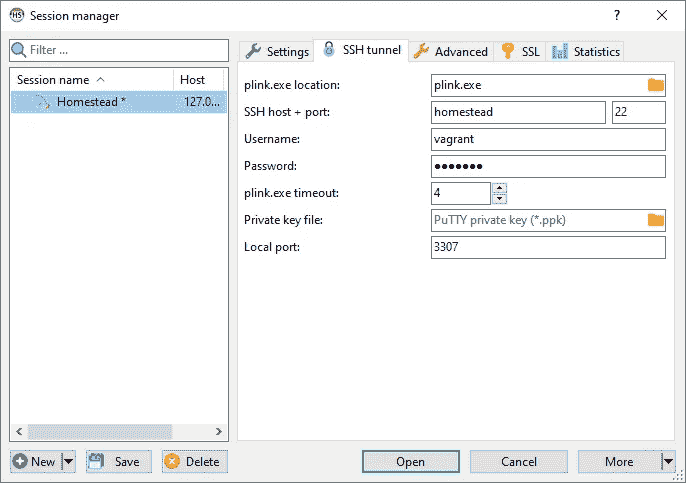 Session manager
Filter ...
Settings SSH tunnel Advanced SSL Statistics
Session name Host
Homestead * 127.0...
plink.exe location: plink.exe
SSH host + port: homestead 22
Username: vagrant
Password: ●●●●●●●
plink.exe timeout: 4
Private key file: PuTTY private key (*.ppk)
Local port: 3307
New Save Delete Open Cancel More